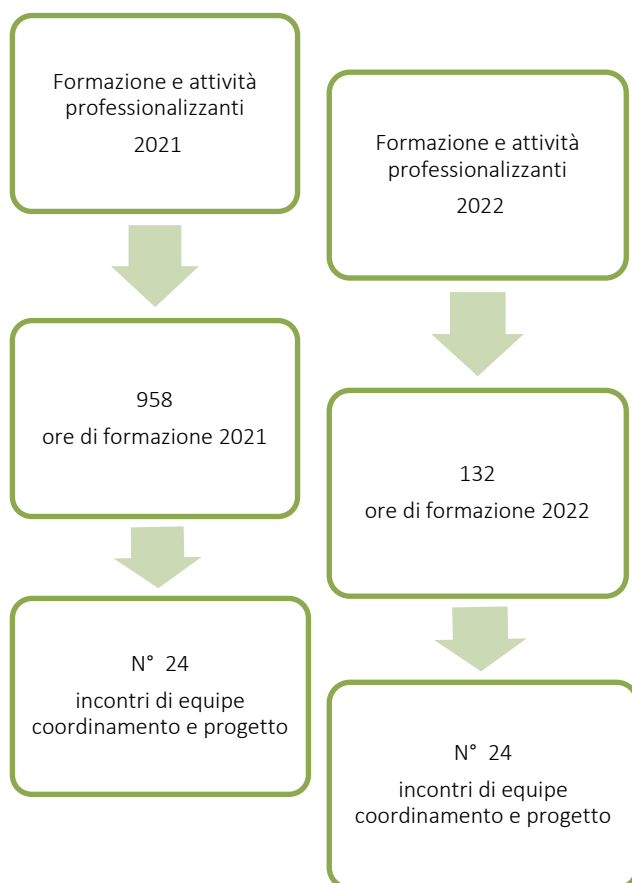 Formazione e attività
professionalizzanti
2021
958
ore di formazione 2021
N° 24
incontri di equipe
coordinamento e progetto
Formazione e attività
professionalizzanti
2022
132
ore di formazione 2022
N° 24
incontri di equipe
coordinamento e progetto